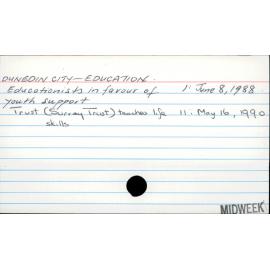 DUNEDIN CITY — EDUCATION.
Educationists in favour of 1: June 8, 1988
youth support
Trust (Surrey Trust) teaches life 11: May 16, 1990
skills
MIDWEEK